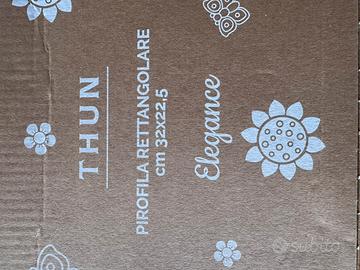 THUN
PIROFILA RETTANGOLARE
cm 32x22,5
Elegance
subito